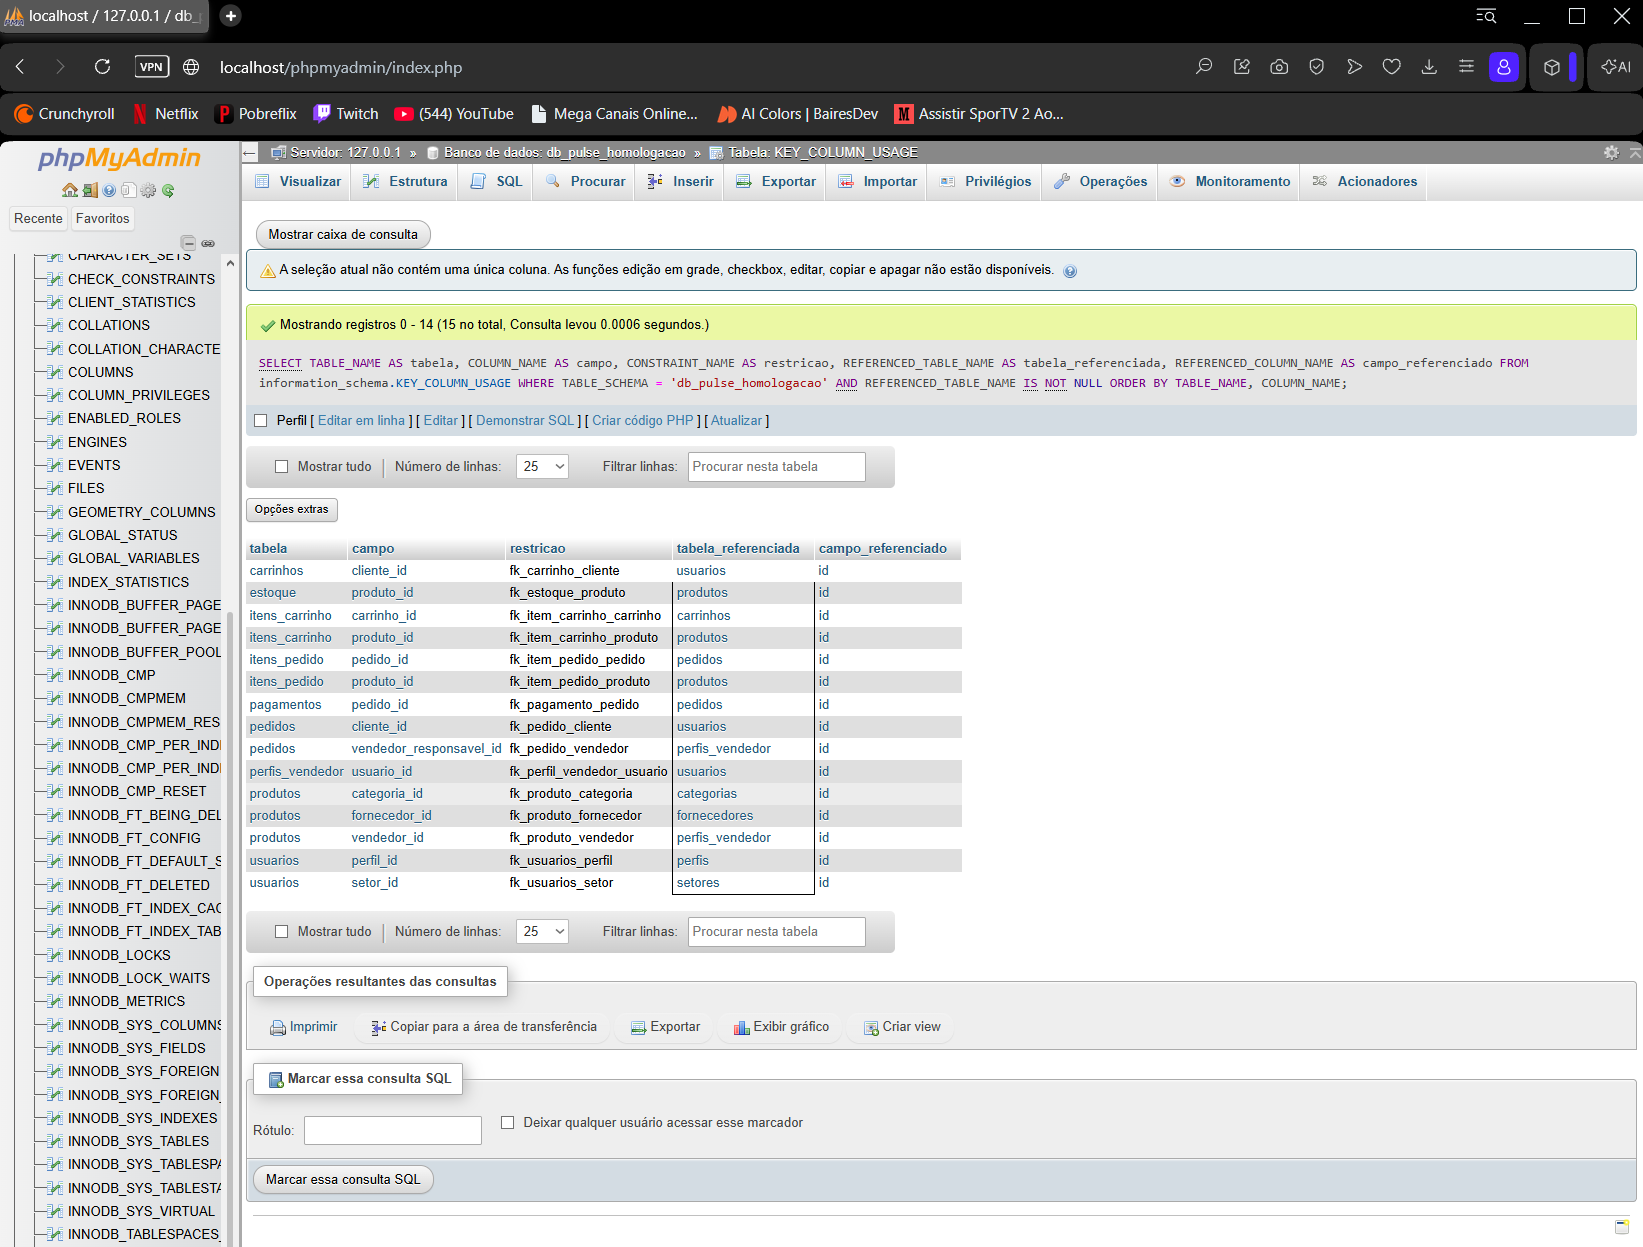 localhost / 127.0.0.1 / db_
VPN
localhost/phpmyadmin/index.php
AI
Crunchyroll
Netflix
Pobreflix
Twitch
(544) YouTube
Mega Canais Online...
AI Colors | BairesDev
Assistir SporTV 2 Ao...
phpMyAdmin
Recente
Favoritos
CHARACTER_SETS
CHECK_CONSTRAINTS
CLIENT_STATISTICS
COLLATIONS
COLLATION_CHARACTE
COLUMNS
COLUMN_PRIVILEGES
ENABLED_ROLES
ENGINES
EVENTS
FILES
GEOMETRY_COLUMNS
GLOBAL_STATUS
GLOBAL_VARIABLES
INDEX_STATISTICS
INNODB_BUFFER_PAGE
INNODB_BUFFER_PAGE
INNODB_BUFFER_POOL
INNODB_CMP
INNODB_CMPMEM
INNODB_CMPMEM_RES
INNODB_CMP_PER_IND
INNODB_CMP_PER_IND
INNODB_CMP_RESET
INNODB_FT_BEING_DEL
INNODB_FT_CONFIG
INNODB_FT_DEFAULT_S
INNODB_FT_DELETED
INNODB_FT_INDEX_CAC
INNODB_FT_INDEX_TAB
INNODB_LOCKS
INNODB_LOCK_WAITS
INNODB_METRICS
INNODB_SYS_COLUMNS
INNODB_SYS_FIELDS
INNODB_SYS_FOREIGN
INNODB_SYS_FOREIGN_
INNODB_SYS_INDEXES
INNODB_SYS_TABLES
INNODB_SYS_TABLESPA
INNODB_SYS_TABLESTA
INNODB_SYS_VIRTUAL
INNODB_TABLESPACES_
Servidor: 127.0.0.1 » Banco de dados: db_pulse_homologacao » Tabela: KEY_COLUMN_USAGE
Visualizar Estrutura SQL Procurar Inserir Exportar Importar Privilégios Operações Monitoramento Acionadores
Mostrar caixa de consulta
A seleção atual não contém uma única coluna. As funções edição em grade, checkbox, editar, copiar e apagar não estão disponíveis.
Mostrando registros 0 - 14 (15 no total, Consulta levou 0.0006 segundos.)
SELECT TABLE_NAME AS tabela, COLUMN_NAME AS campo, CONSTRAINT_NAME AS restricao, REFERENCED_TABLE_NAME AS tabela_referenciada, REFERENCED_COLUMN_NAME AS campo_referenciado FROM
information_schema.KEY_COLUMN_USAGE WHERE TABLE_SCHEMA = 'db_pulse_homologacao' AND REFERENCED_TABLE_NAME IS NOT NULL ORDER BY TABLE_NAME, COLUMN_NAME;
Perfil [ Editar em linha ] [ Editar ] [ Demonstrar SQL ] [ Criar código PHP ] [ Atualizar ]
Mostrar tudo | Número de linhas: 25 Filtrar linhas: Procurar nesta tabela
Opções extras
tabela campo restricao tabela_referenciada campo_referenciado
carrinhos cliente_id fk_carrinho_cliente usuarios id
estoque produto_id fk_estoque_produto produtos id
itens_carrinho carrinho_id fk_item_carrinho_carrinho carrinhos id
itens_carrinho produto_id fk_item_carrinho_produto produtos id
itens_pedido pedido_id fk_item_pedido_pedido pedidos id
itens_pedido produto_id fk_item_pedido_produto produtos id
pagamentos pedido_id fk_pagamento_pedido pedidos id
pedidos cliente_id fk_pedido_cliente usuarios id
pedidos vendedor_responsavel_id fk_pedido_vendedor perfis_vendedor id
perfis_vendedor usuario_id fk_perfil_vendedor_usuario usuarios id
produtos categoria_id fk_produto_categoria categorias id
produtos fornecedor_id fk_produto_fornecedor fornecedores id
produtos vendedor_id fk_produto_vendedor perfis_vendedor id
usuarios perfil_id fk_usuarios_perfil perfis id
usuarios setor_id fk_usuarios_setor setores id
Mostrar tudo | Número de linhas: 25 Filtrar linhas: Procurar nesta tabela
Operações resultantes das consultas
Imprimir Copiar para a área de transferência Exportar Exibir gráfico Criar view
Marcar essa consulta SQL
Rótulo: Deixar qualquer usuário acessar esse marcador
Marcar essa consulta SQL